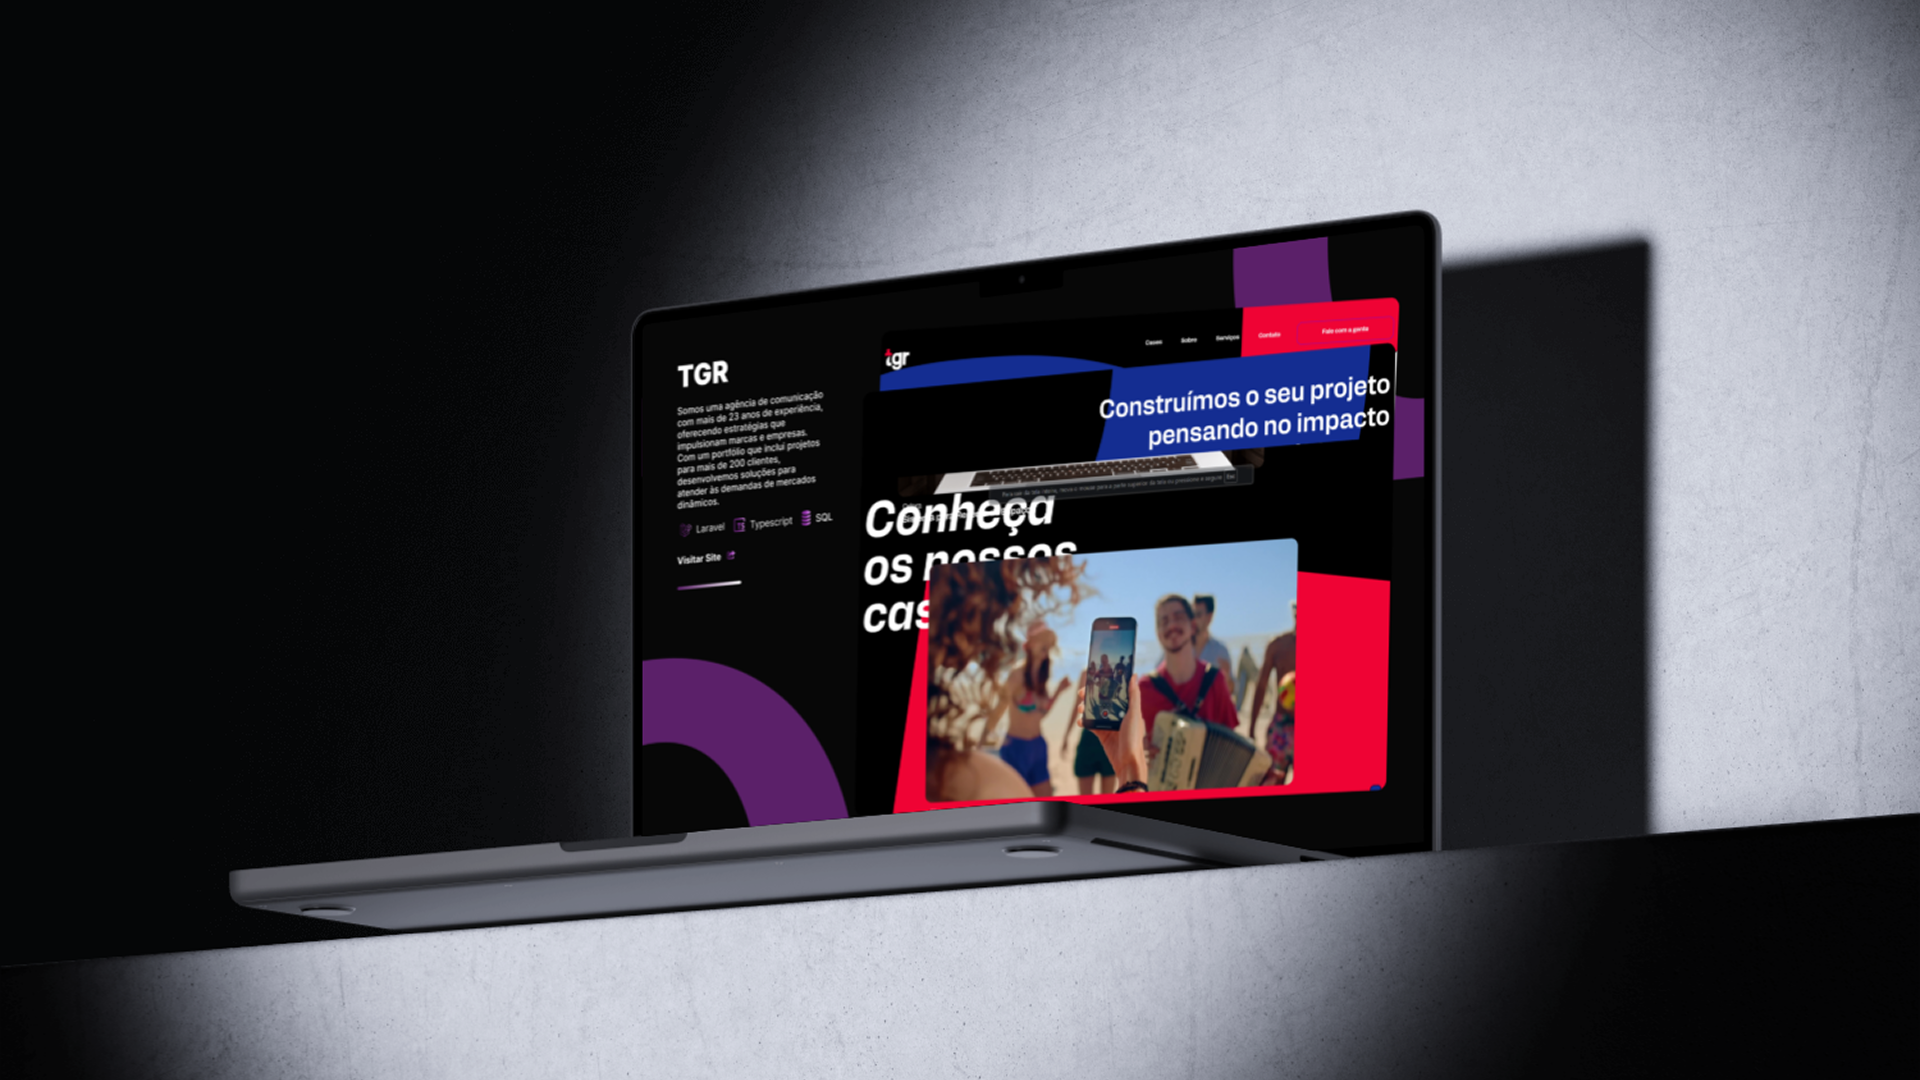 TGR
Somos uma agência de comunicação
com mais de 23 anos de experiência,
oferecendo estratégias que
impulsionam marcas e empresas.
Com um portfólio que inclui projetos
para mais de 200 clientes,
desenvolvemos soluções para
atender às demandas de mercados
dinâmicos.
Laravel
TS Typescript
SQL
Visitar Site
tgr
Cases Sobre Serviços Contato Fale com a gente
Construímos o seu projeto
pensando no impacto
Conheça
os nossos
cas